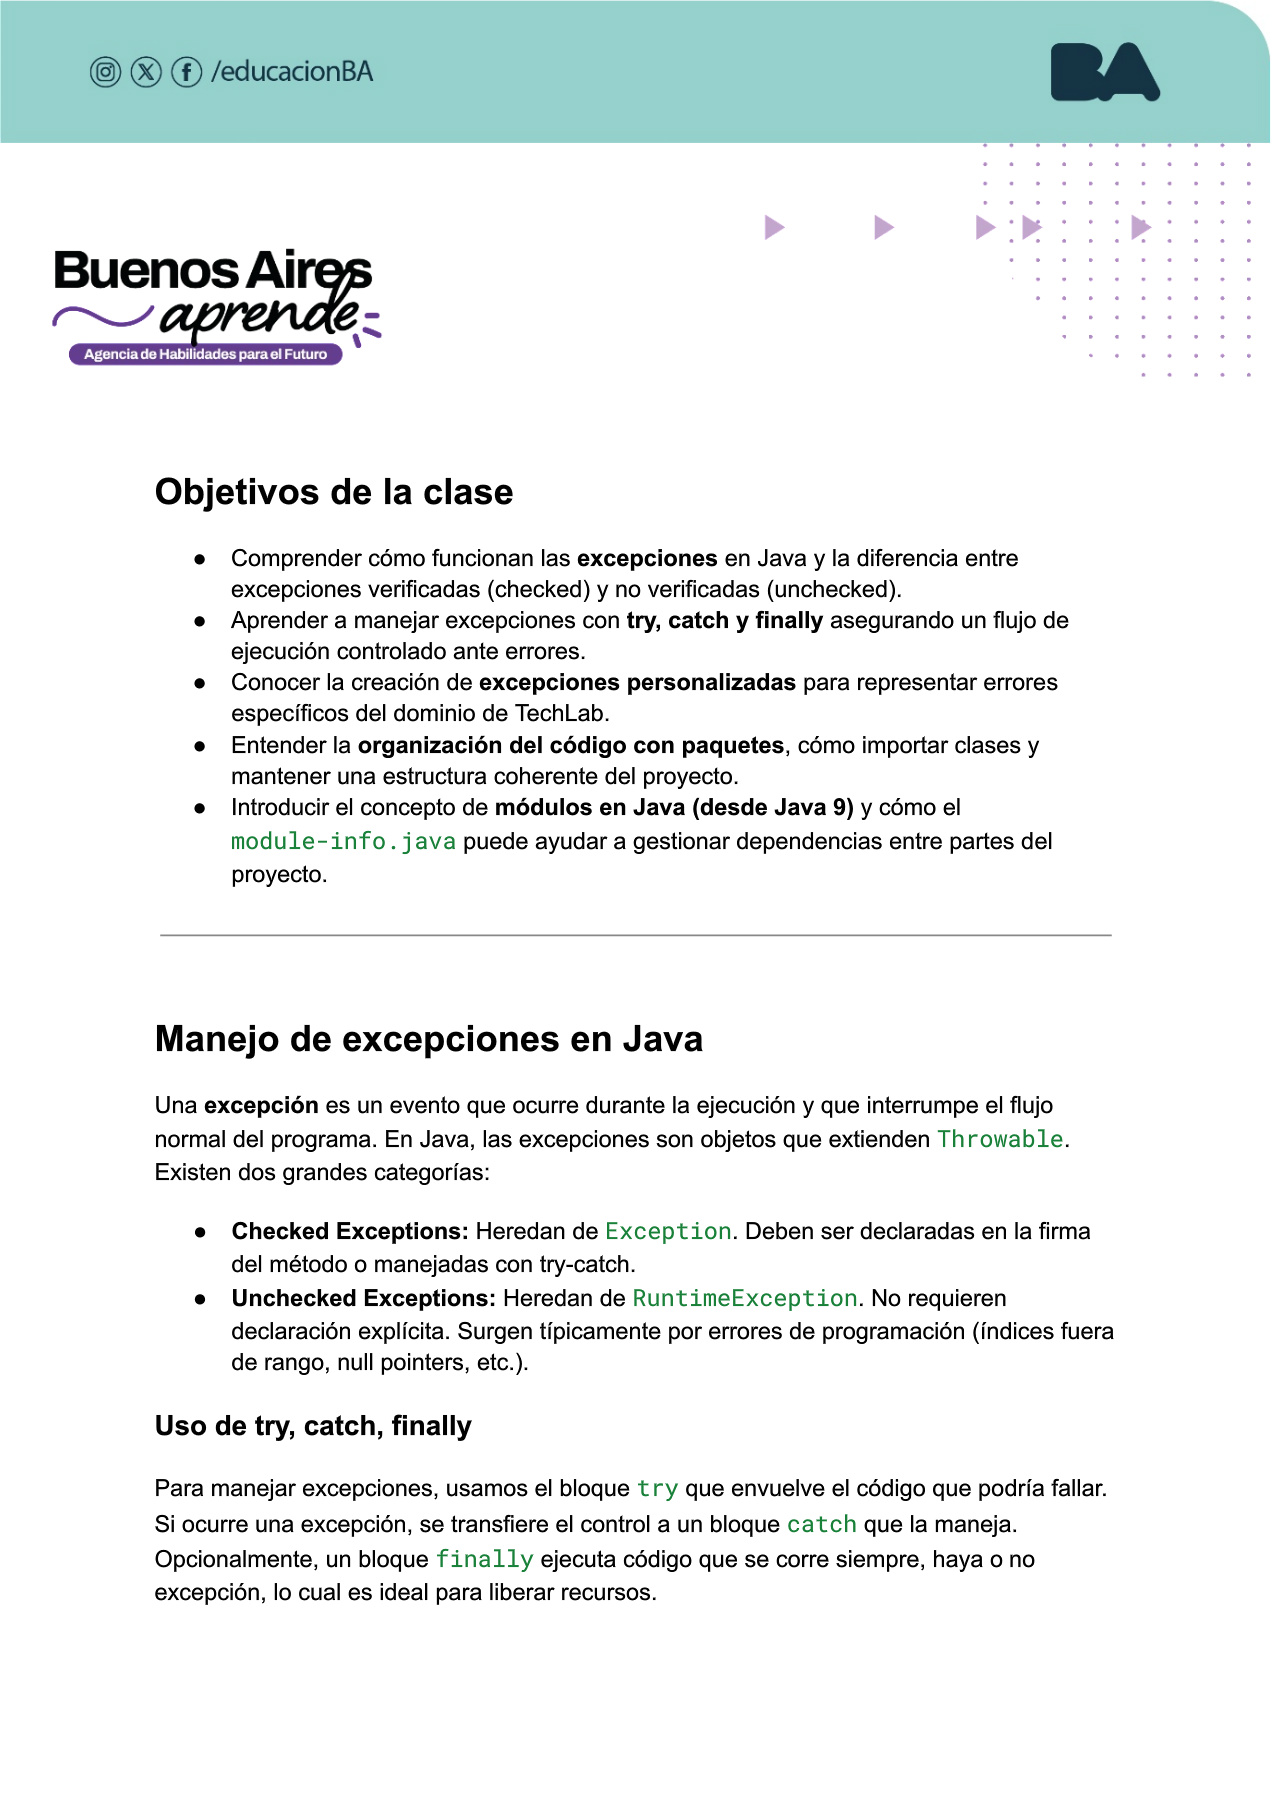 /educacionBA
BA
Buenos Aires
aprende
Agencia de Habilidades para el Futuro
Objetivos de la clase
● Comprender cómo funcionan las excepciones en Java y la diferencia entre
excepciones verificadas (checked) y no verificadas (unchecked).
● Aprender a manejar excepciones con try, catch y finally asegurando un flujo de
ejecución controlado ante errores.
● Conocer la creación de excepciones personalizadas para representar errores
específicos del dominio de TechLab.
● Entender la organización del código con paquetes, cómo importar clases y
mantener una estructura coherente del proyecto.
● Introducir el concepto de módulos en Java (desde Java 9) y cómo el
module-info.java puede ayudar a gestionar dependencias entre partes del
proyecto.
Manejo de excepciones en Java
Una excepción es un evento que ocurre durante la ejecución y que interrumpe el flujo
normal del programa. En Java, las excepciones son objetos que extienden Throwable.
Existen dos grandes categorías:
● Checked Exceptions: Heredan de Exception. Deben ser declaradas en la firma
del método o manejadas con try-catch.
● Unchecked Exceptions: Heredan de RuntimeException. No requieren
declaración explícita. Surgen típicamente por errores de programación (índices fuera
de rango, null pointers, etc.).
Uso de try, catch, finally
Para manejar excepciones, usamos el bloque try que envuelve el código que podría fallar.
Si ocurre una excepción, se transfiere el control a un bloque catch que la maneja.
Opcionalmente, un bloque finally ejecuta código que se corre siempre, haya o no
excepción, lo cual es ideal para liberar recursos.